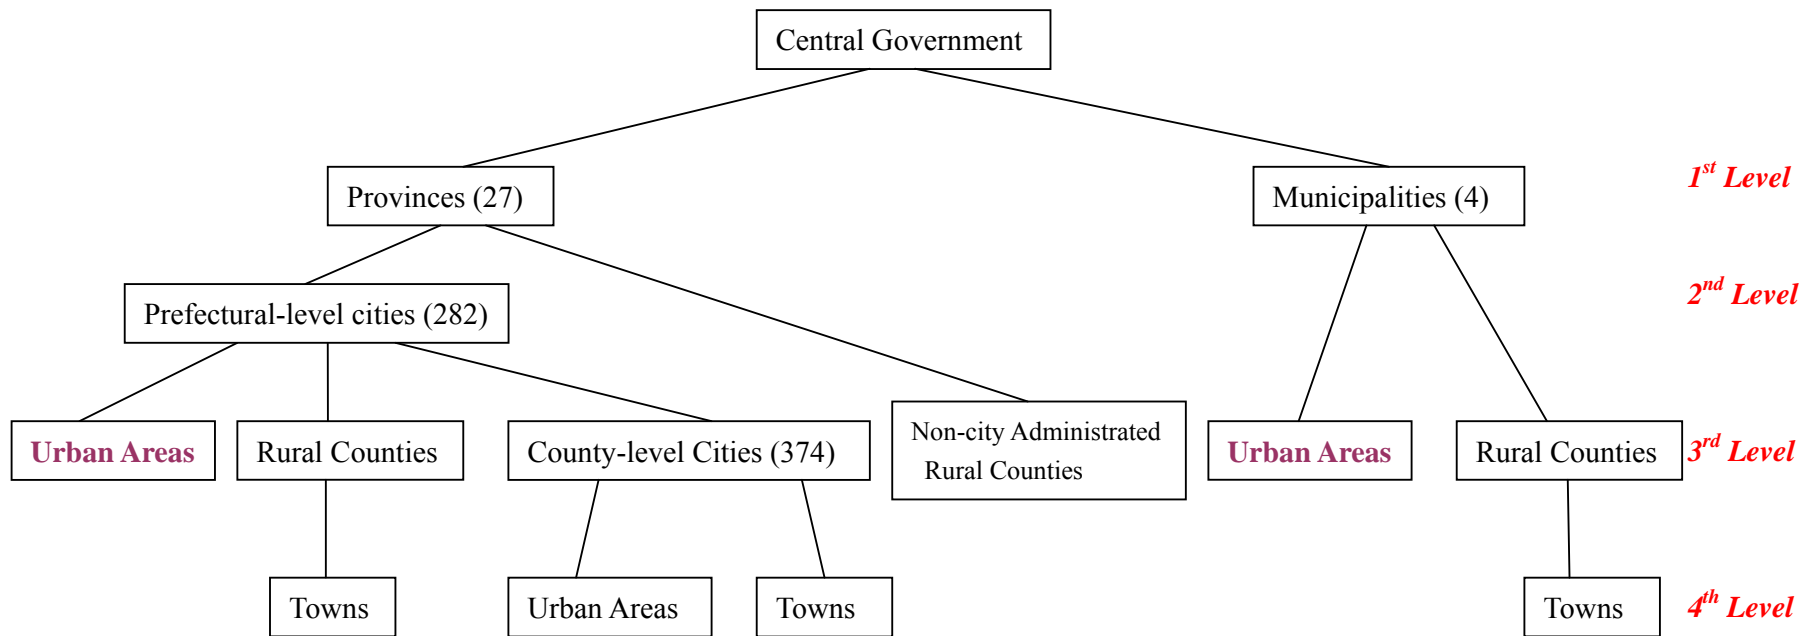 Central Government
Provinces (27)
Municipalities (4)
1st Level
Prefectural-level cities (282)
2nd Level
Urban Areas
Rural Counties
County-level Cities (374)
Non-city Administrated
Rural Counties
Urban Areas
Rural Counties
3rd Level
Towns
Urban Areas
Towns
Towns
4th Level